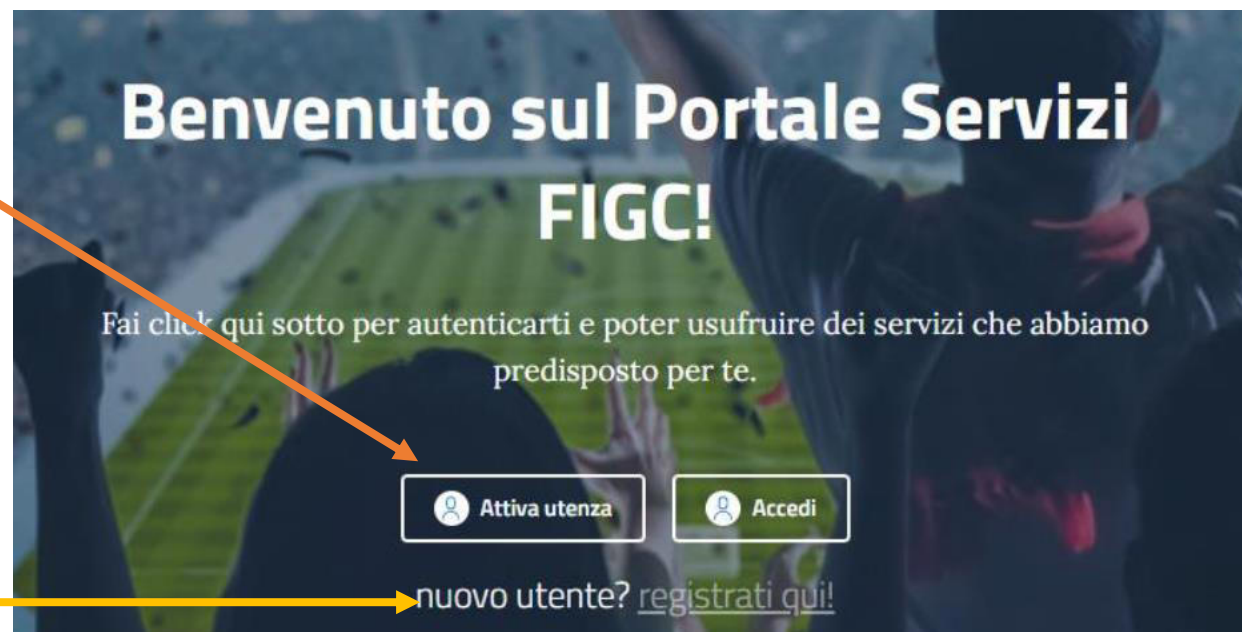 Benvenuto sul Portale Servizi
FIGC!
Fai click qui sotto per autenticarti e poter usufruire dei servizi che abbiamo
predisposto per te.
Attiva utenza
Accedi
nuovo utente? registrati qui!